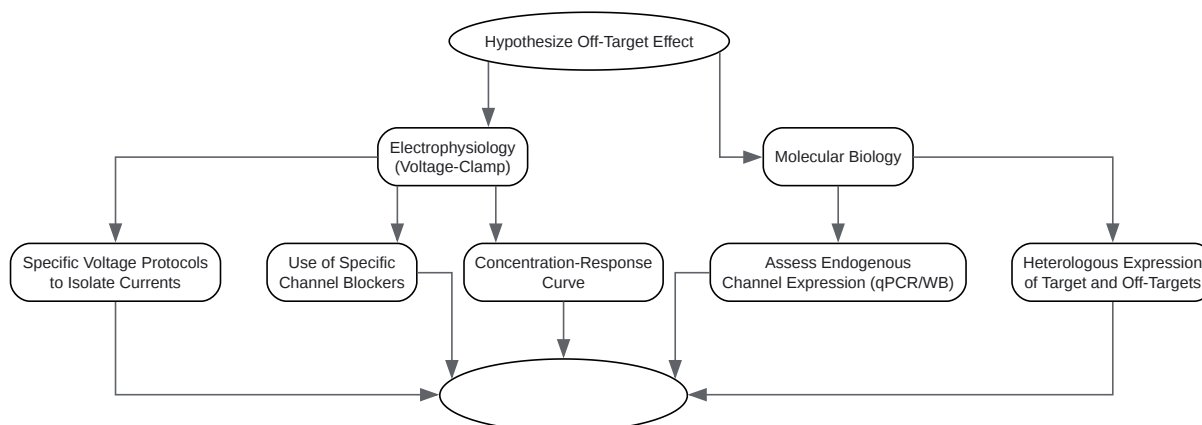 Hypothesize Off-Target Effect
Electrophysiology
(Voltage-Clamp)
Molecular Biology
Specific Voltage Protocols
to Isolate Currents
Use of Specific
Channel Blockers
Concentration-Response
Curve
Assess Endogenous
Channel Expression (qPCR/WB)
Heterologous Expression
of Target and Off-Targets